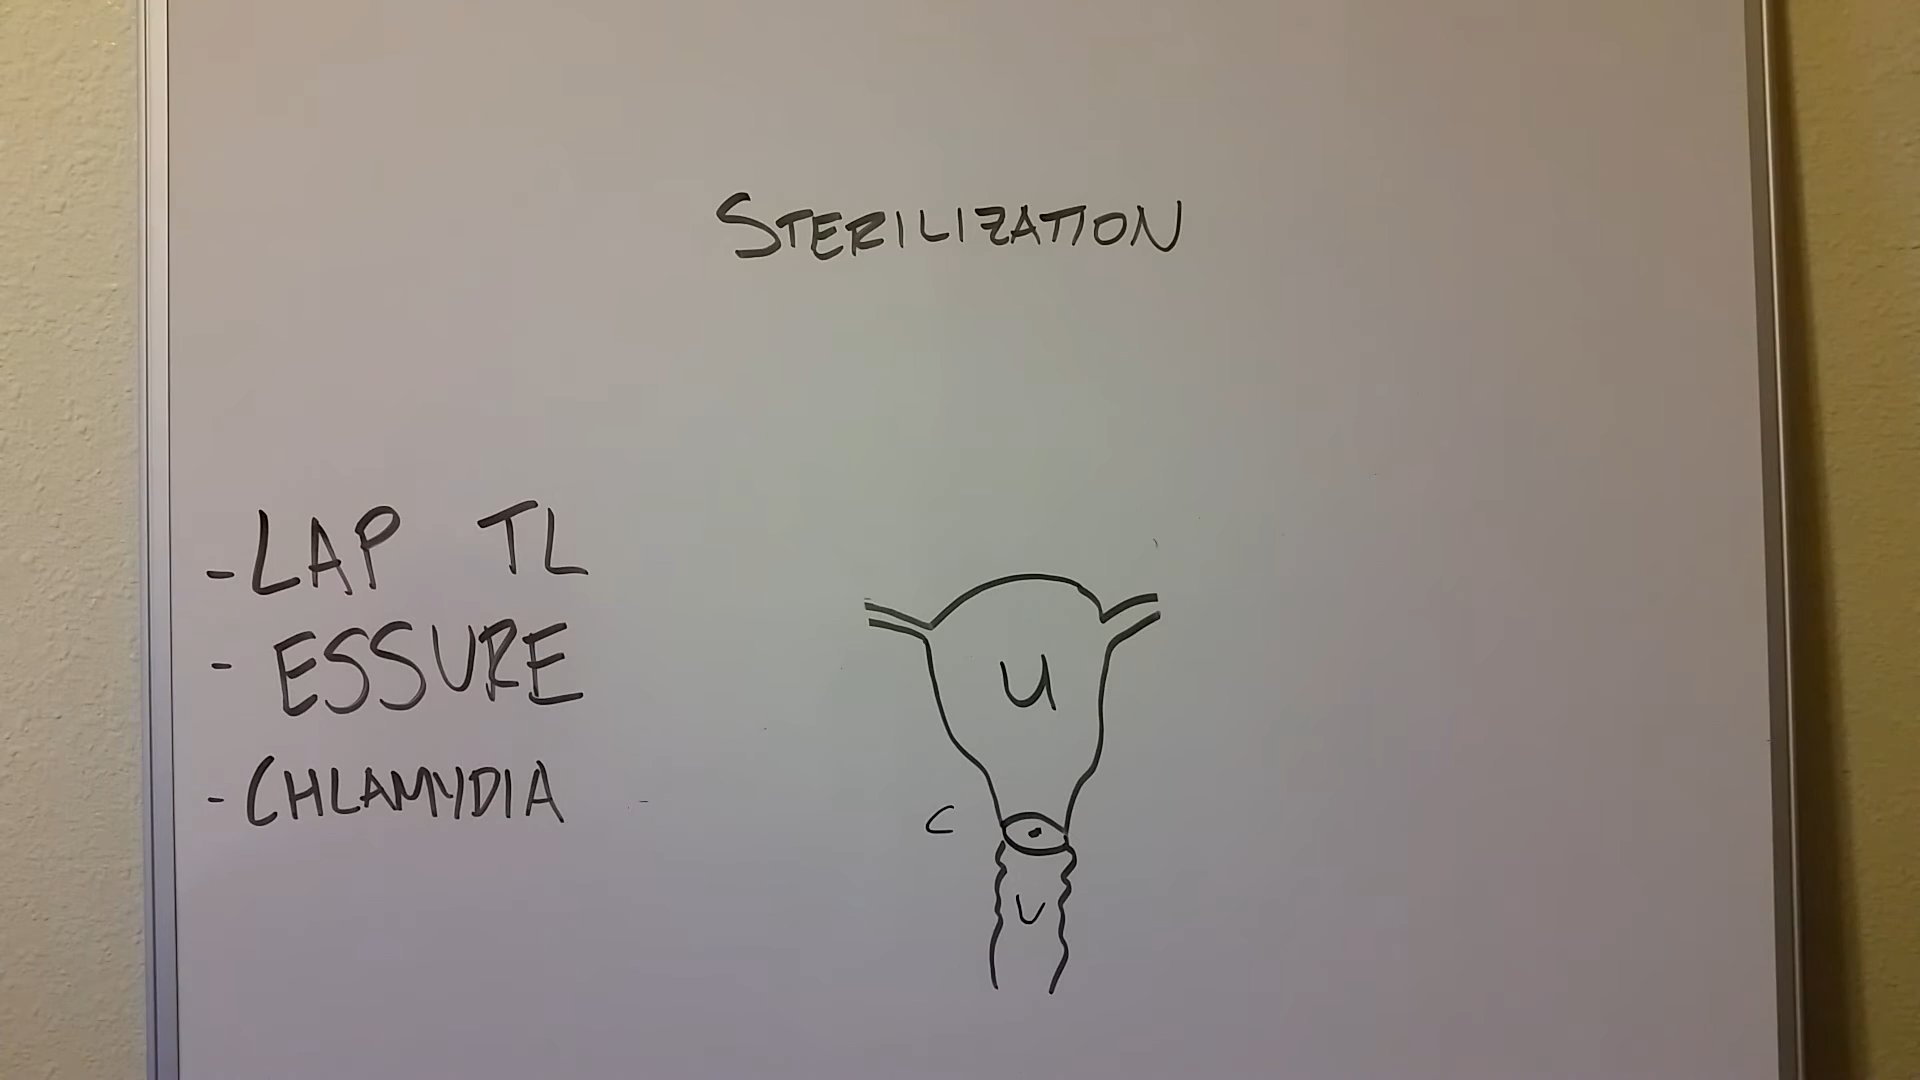 STERILIZATION
- LAP TL
- ESSURE
- CHLAMYDIA
U
C
V